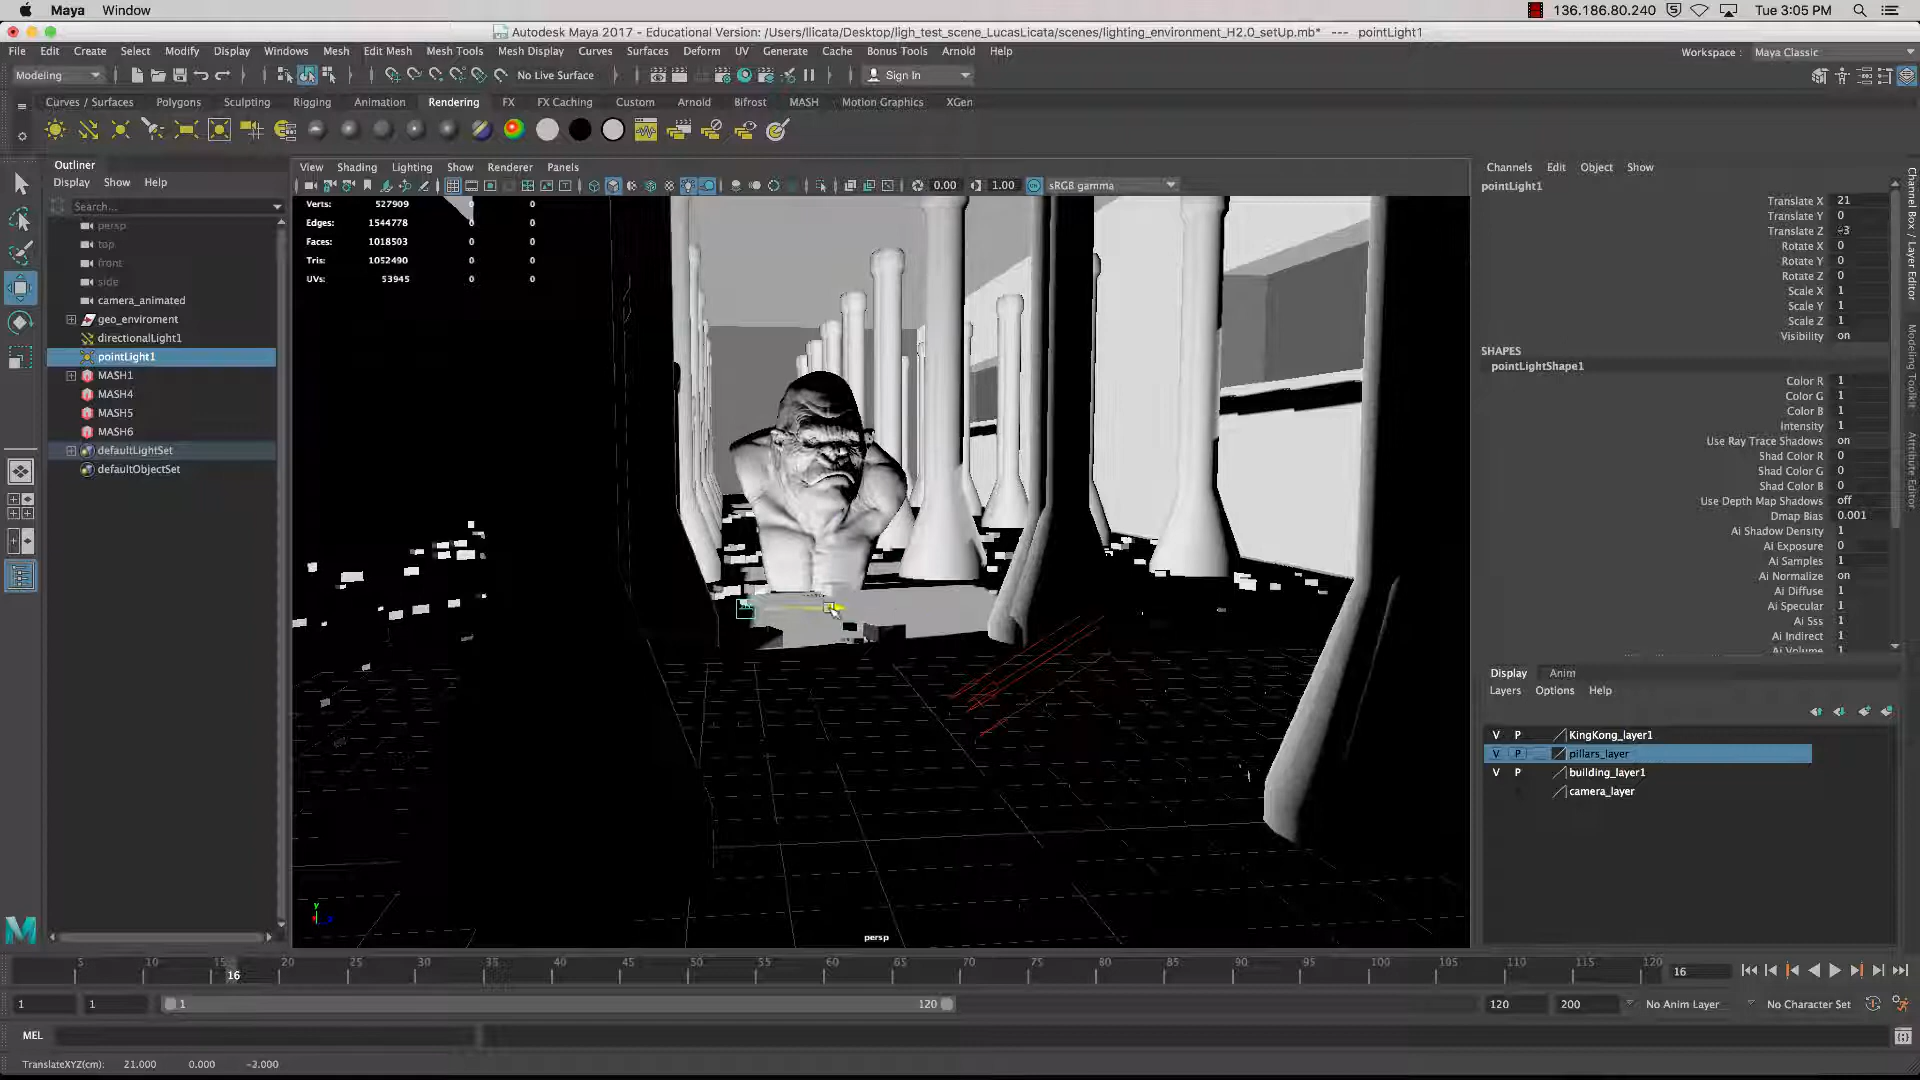 Maya Window 136.186.80.240 Tue 3:05 PM
Autodesk Maya 2017 - Educational Version: /Users/llicata/Desktop/ligh_test_scene_LucasLicata/scenes/lighting_environment_H2.0_setUp.mb* --- pointLight1
File Edit Create Select Modify Display Windows Mesh Edit Mesh Mesh Tools Mesh Display Curves Surfaces Deform UV Generate Cache Bonus Tools Arnold Help Workspace : Maya Classic
Modeling No Live Surface Sign In
Curves / Surfaces Polygons Sculpting Rigging Animation Rendering FX FX Caching Custom Arnold Bifrost MASH Motion Graphics XGen
Outliner
Display Show Help
Search...
persp
top
front
side
camera_animated
geo_enviroment
directionalLight1
pointLight1
MASH1
MASH4
MASH5
MASH6
defaultLightSet
defaultObjectSet
View Shading Lighting Show Renderer Panels
0.00 1.00 sRGB gamma
Verts: 527909 0 0
Edges: 1544778 0 0
Faces: 1018503 0 0
Tris: 1052490 0 0
UVs: 53945 0 0
y
persp
Channels Edit Object Show
pointLight1
Translate X 21
Translate Y 0
Translate Z -3
Rotate X 0
Rotate Y 0
Rotate Z 0
Scale X 1
Scale Y 1
Scale Z 1
Visibility on
SHAPES
pointLightShape1
Color R 1
Color G 1
Color B 1
Intensity 1
Use Ray Trace Shadows on
Shad Color R 0
Shad Color G 0
Shad Color B 0
Use Depth Map Shadows off
Dmap Bias 0.001
Ai Shadow Density 1
Ai Exposure 0
Ai Samples 1
Ai Normalize on
Ai Diffuse 1
Ai Specular 1
Ai Sss 1
Ai Indirect 1
Ai Volume 1
Channel Box / Layer Editor
Modeling Toolkit
Attribute Editor
Display Anim
Layers Options Help
V P KingKong_layer1
V P pillars_layer
V P building_layer1
camera_layer
5 10 15 16 20 25 30 35 40 45 50 55 60 65 70 75 80 85 90 95 100 105 110 115 120 16
1 1 1 120 120 200 No Anim Layer No Character Set
MEL
TranslateXYZ(cm): 21.000 0.000 -2.000